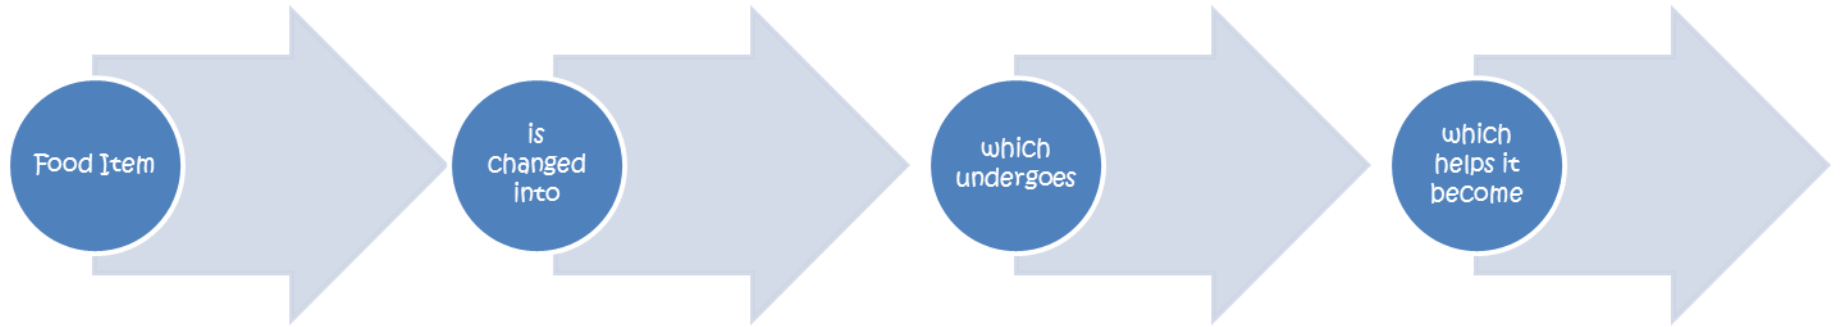 Food Item
is
changed
into
which
undergoes
which
helps it
become